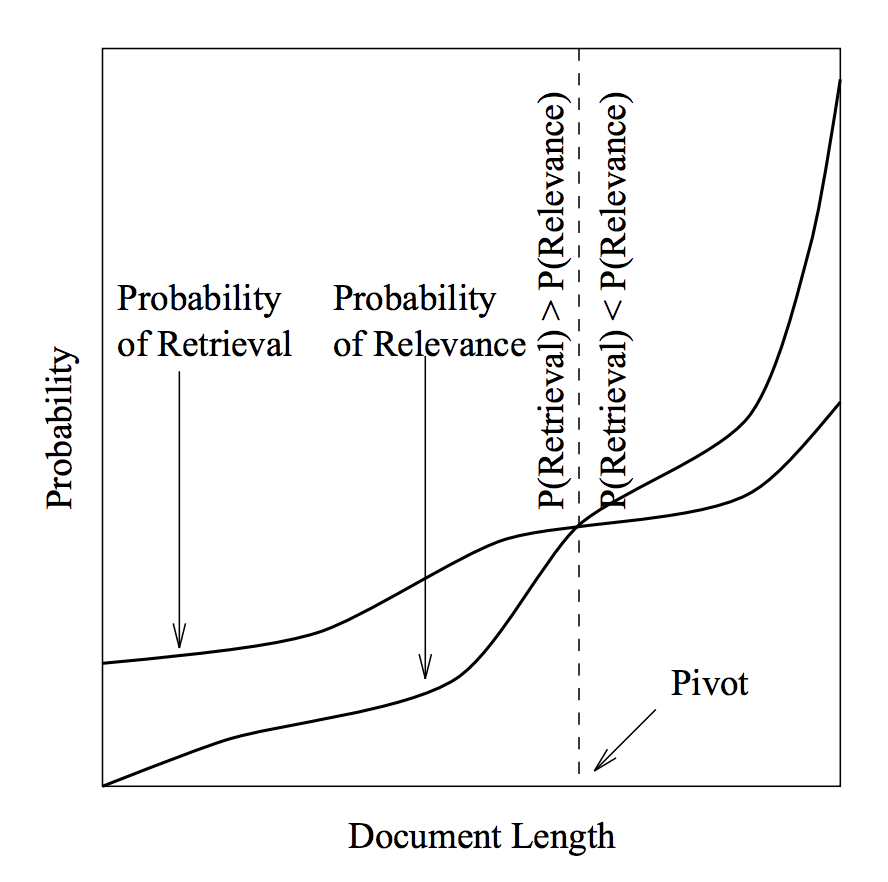 P(Retrieval) > P(Relevance)
P(Retrieval) < P(Relevance)
Probability
of Retrieval
Probability
of Relevance
Probability
Pivot
Document Length